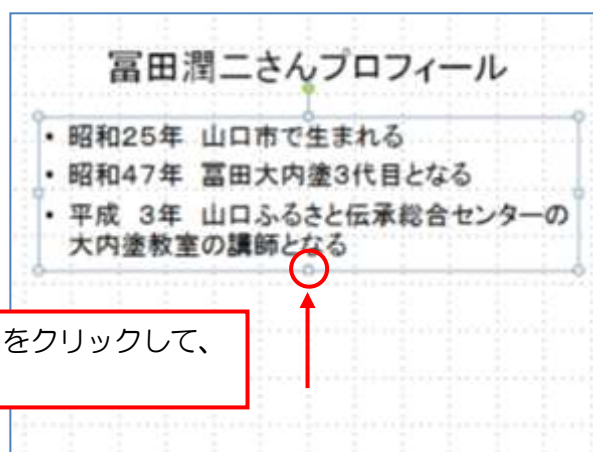 冨田潤二さんプロフィール
• 昭和25年 山口市で生まれる
• 昭和47年 冨田大内塗3代目となる
• 平成 3年 山口ふるさと伝承総合センターの
大内塗教室の講師となる
をクリックして、